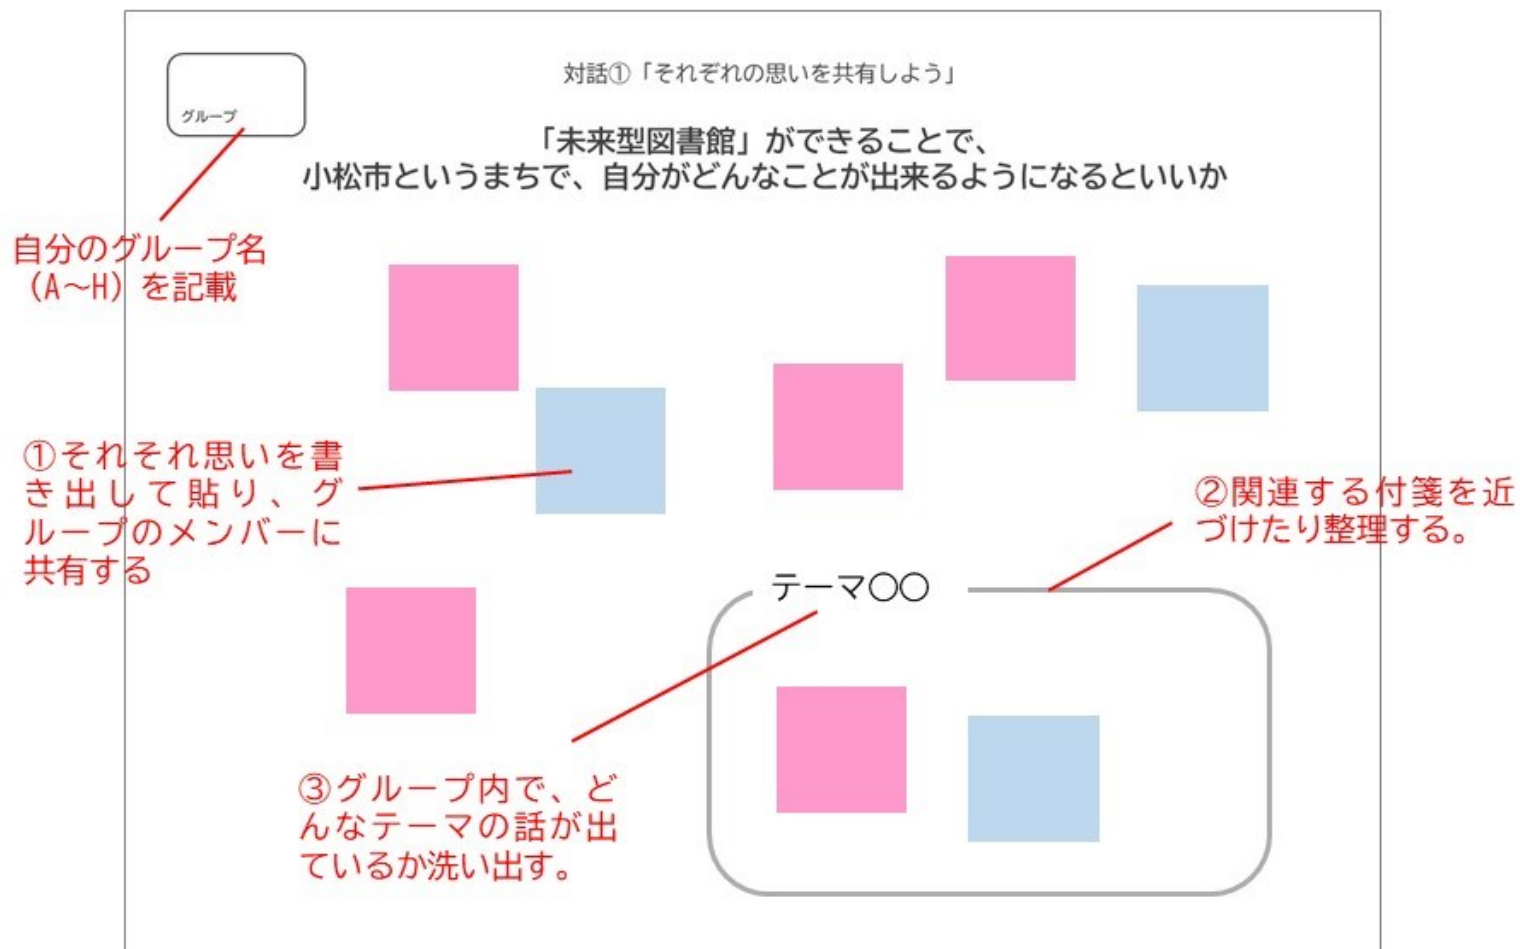 対話①「それぞれの思いを共有しよう」
グループ
「未来型図書館」ができることで、
小松市というまちで、自分がどんなことが出来るようになるといいか
自分のグループ名
（A～H）を記載
①それそれ思いを書
き出して貼り、グ
ループのメンバーに
共有する
②関連する付箋を近
づけたり整理する。
テーマ〇〇
③グループ内で、ど
んなテーマの話が出
ているか洗い出す。